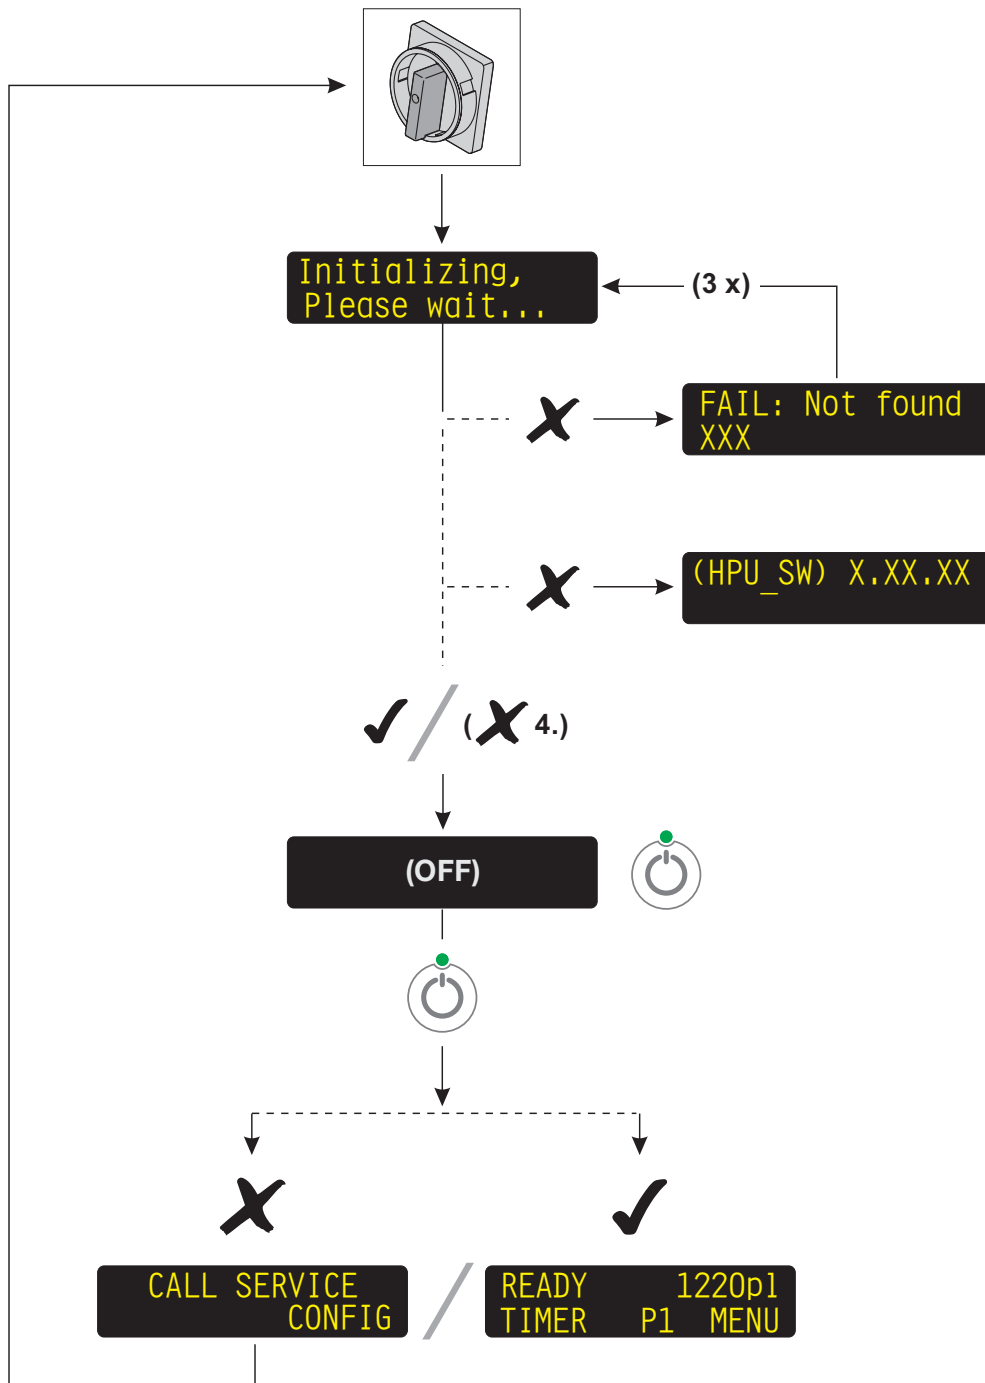 Initializing,
Please wait...
(3 x)
FAIL: Not found
XXX
(HPU_SW) X.XX.XX
( 4.)
(OFF)
CALL SERVICE
CONFIG
READY 1220pl
TIMER P1 MENU